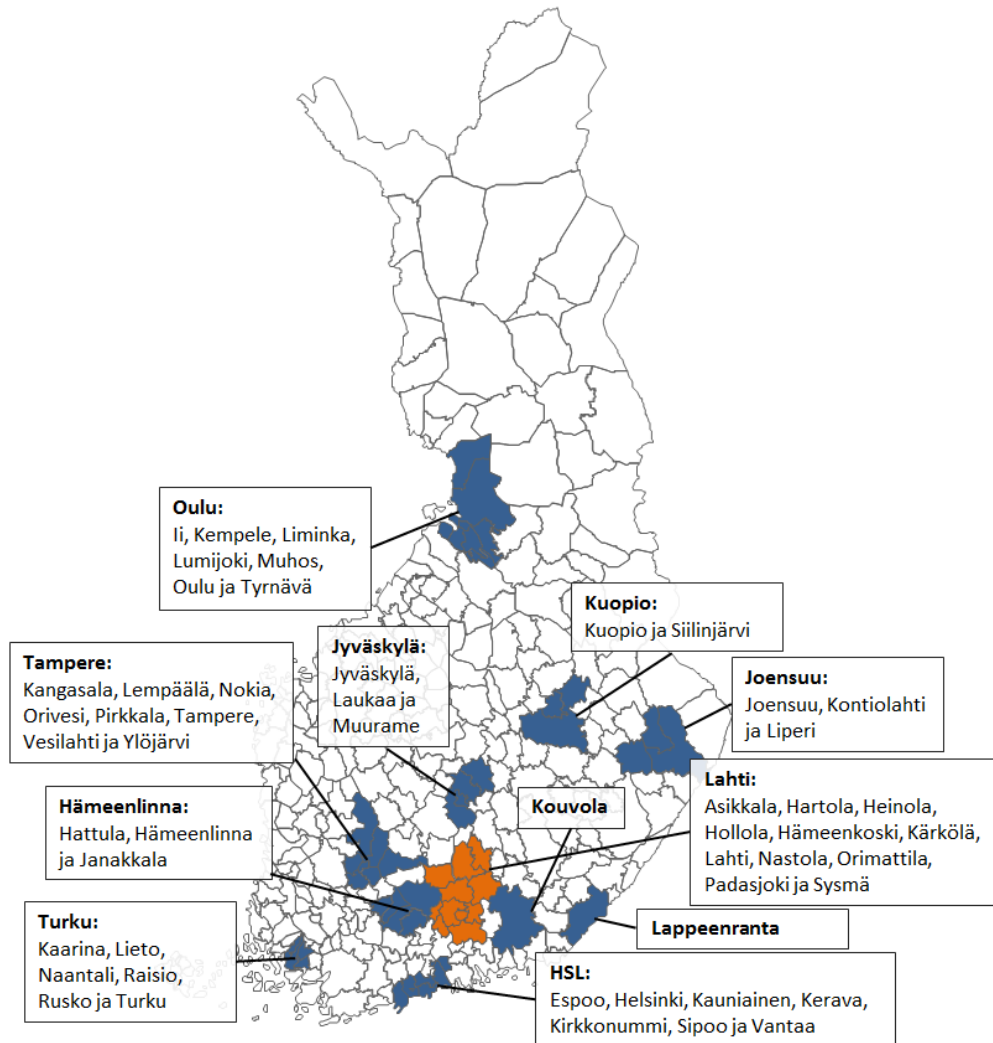 Oulu:
Ii, Kempele, Liminka,
Lumijoki, Muhos,
Oulu ja Tyrnävä
Kuopio:
Kuopio ja Siilinjärvi
Jyväskylä:
Jyväskylä,
Laukaa ja
Muurame
Tampere:
Kangasala, Lempäälä, Nokia,
Orivesi, Pirkkala, Tampere,
Vesilahti ja Ylöjärvi
Joensuu:
Joensuu, Kontiolahti
ja Liperi
Lahti:
Asikkala, Hartola, Heinola,
Hollola, Hämeenkoski, Kärkölä,
Lahti, Nastola, Orimattila,
Padasjoki ja Sysmä
Kouvola
Hämeenlinna:
Hattula, Hämeenlinna
ja Janakkala
Turku:
Kaarina, Lieto,
Naantali, Raisio,
Rusko ja Turku
Lappeenranta
HSL:
Espoo, Helsinki, Kauniainen, Kerava,
Kirkkonummi, Sipoo ja Vantaa